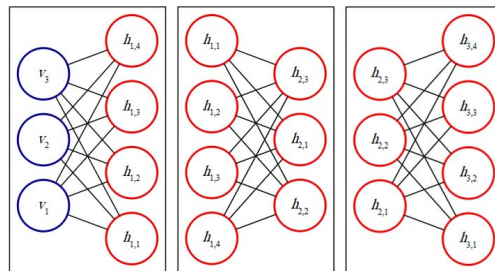 v₃
v₂
v₁
h₁,₄
h₁,₃
h₁,₂
h₁,₁
h₁,₁
h₁,₂
h₁,₃
h₁,₄
h₂,₃
h₂,₁
h₂,₂
h₂,₃
h₂,₂
h₂,₁
h₃,₄
h₃,₃
h₃,₂
h₃,₁